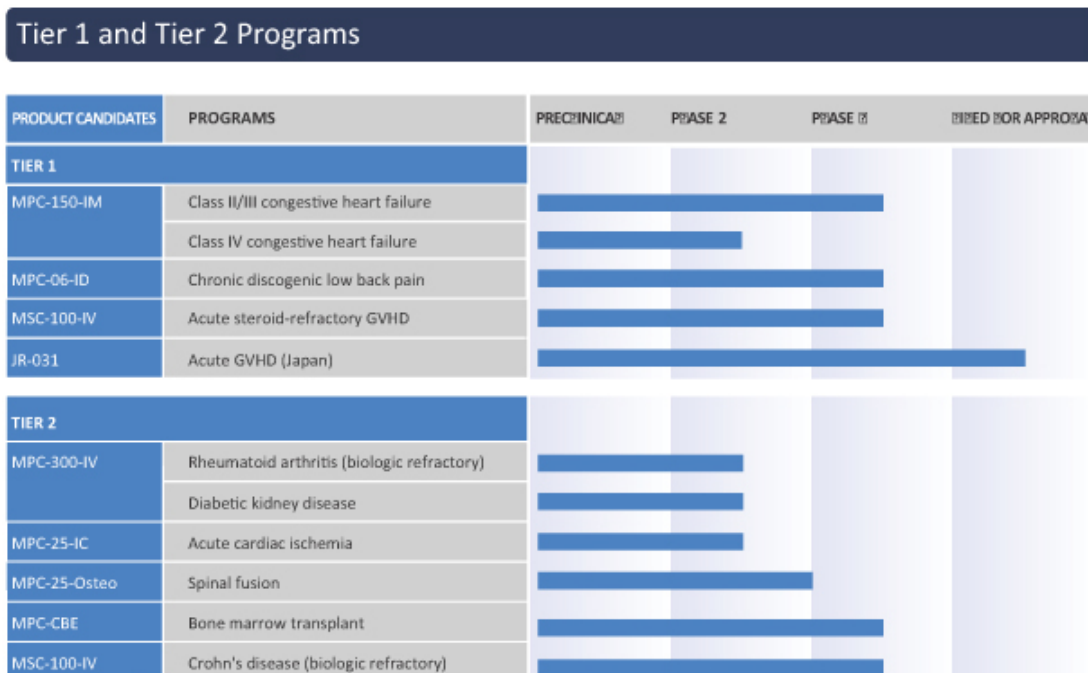 Tier 1 and Tier 2 Programs
PRODUCT CANDIDATES PROGRAMS PHASE 2
TIER 1
MPC-150-IM Class II/III congestive heart failure
Class IV congestive heart failure
MPC-06-ID Chronic discogenic low back pain
MSC-100-IV Acute steroid-refractory GVHD
JR-031 Acute GVHD (Japan)
TIER 2
MPC-300-IV Rheumatoid arthritis (biologic refractory)
Diabetic kidney disease
MPC-25-IC Acute cardiac ischemia
MPC-25-Osteo Spinal fusion
MPC-CBE Bone marrow transplant
MSC-100-IV Crohn's disease (biologic refractory)